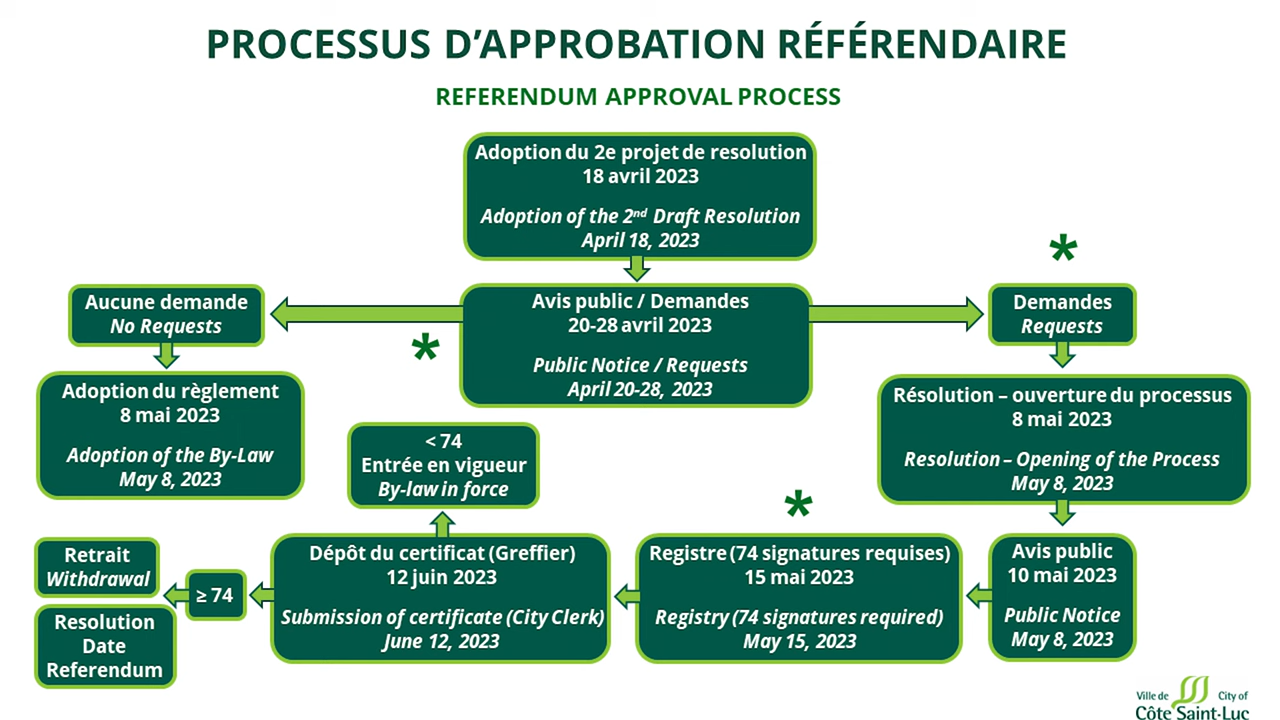 PROCESSUS D’APPROBATION RÉFÉRENDAIRE
REFERENDUM APPROVAL PROCESS
Adoption du 2e projet de resolution
18 avril 2023
Adoption of the 2nd Draft Resolution
April 18, 2023
*
Aucune demande
No Requests
Avis public / Demandes
20-28 avril 2023
Public Notice / Requests
April 20-28, 2023
*
Demandes
Requests
Adoption du règlement
8 mai 2023
Adoption of the By-Law
May 8, 2023
Résolution – ouverture du processus
8 mai 2023
Resolution – Opening of the Process
May 8, 2023
< 74
Entrée en vigueur
By-law in force
*
Avis public
10 mai 2023
Public Notice
May 8, 2023
Registre (74 signatures requises)
15 mai 2023
Registry (74 signatures required)
May 15, 2023
Dépôt du certificat (Greffier)
12 juin 2023
Submission of certificate (City Clerk)
June 12, 2023
≥ 74
Retrait
Withdrawal
Resolution
Date
Referendum
Ville de City of
Côte Saint-Luc